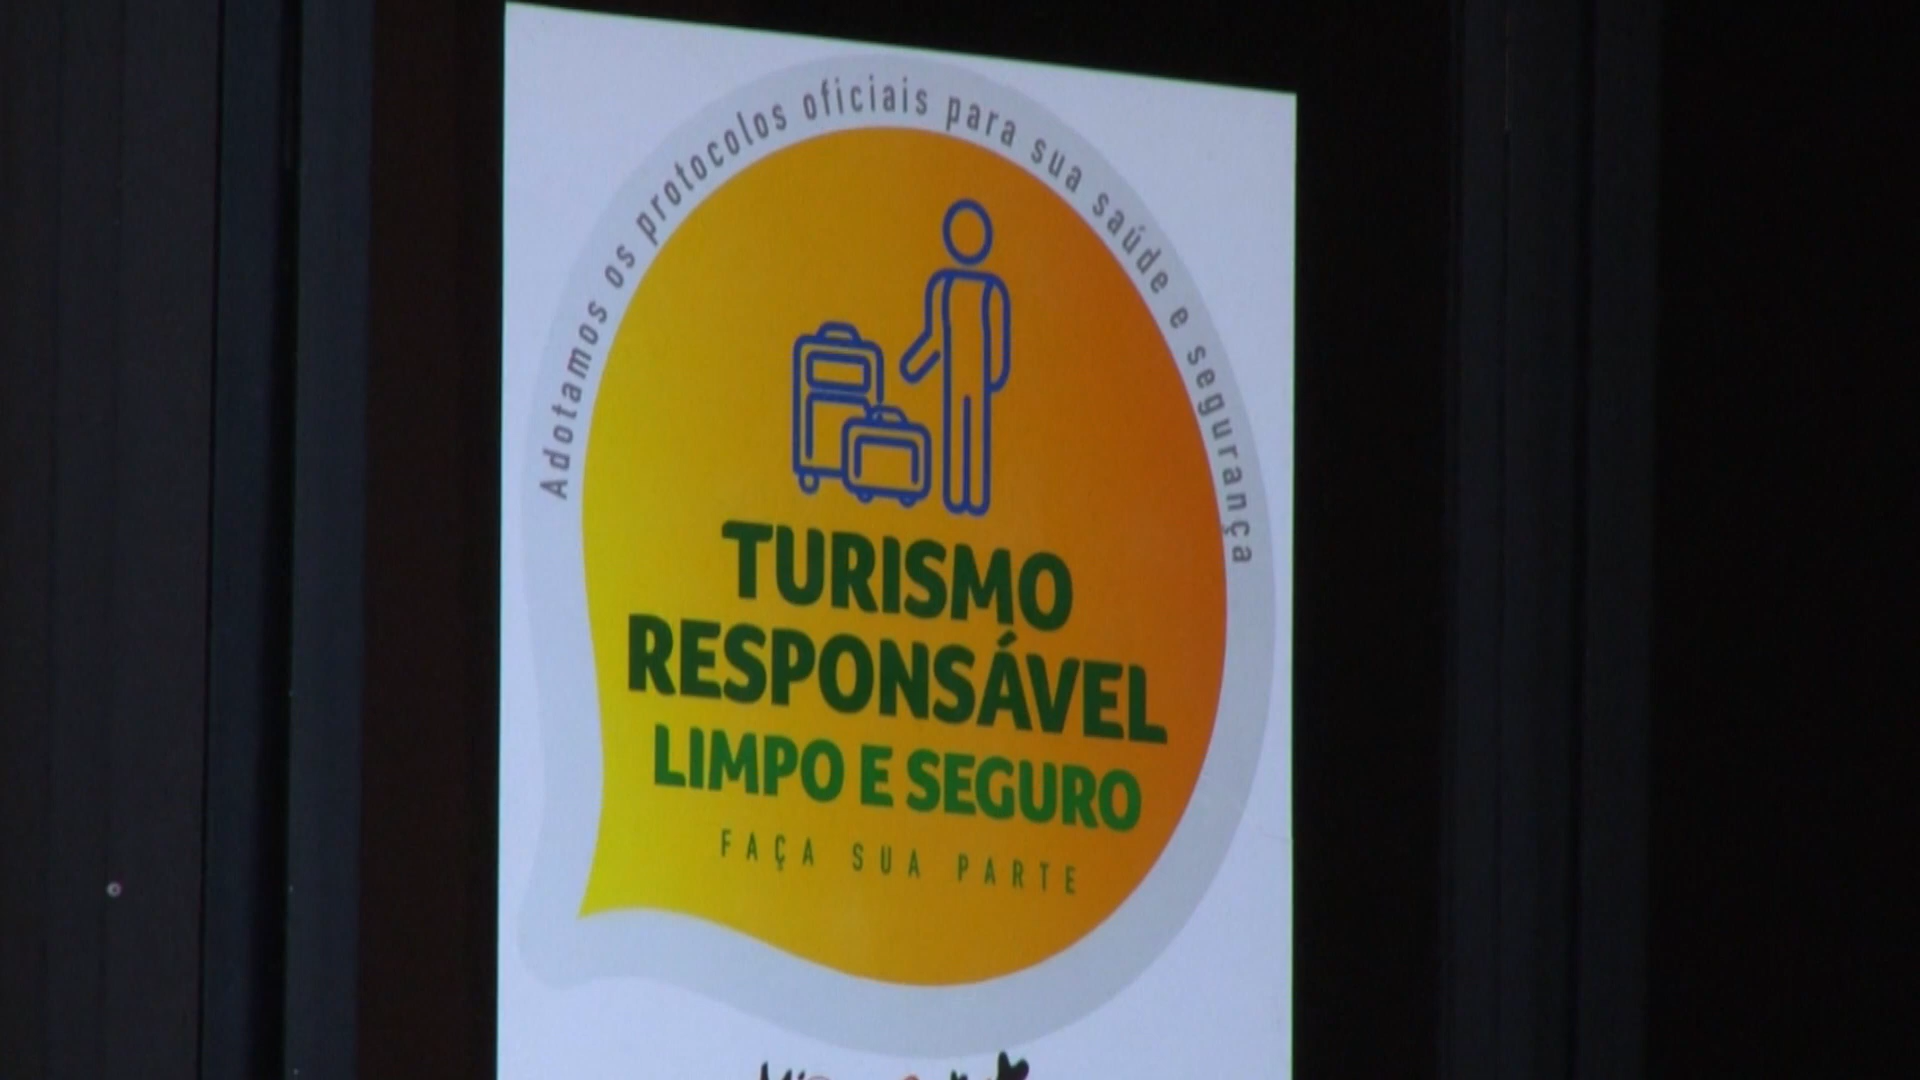 Adotamos os protocolos oficiais para sua saúde e segurança
TURISMO
RESPONSÁVEL
LIMPO E SEGURO
FAÇA SUA PARTE